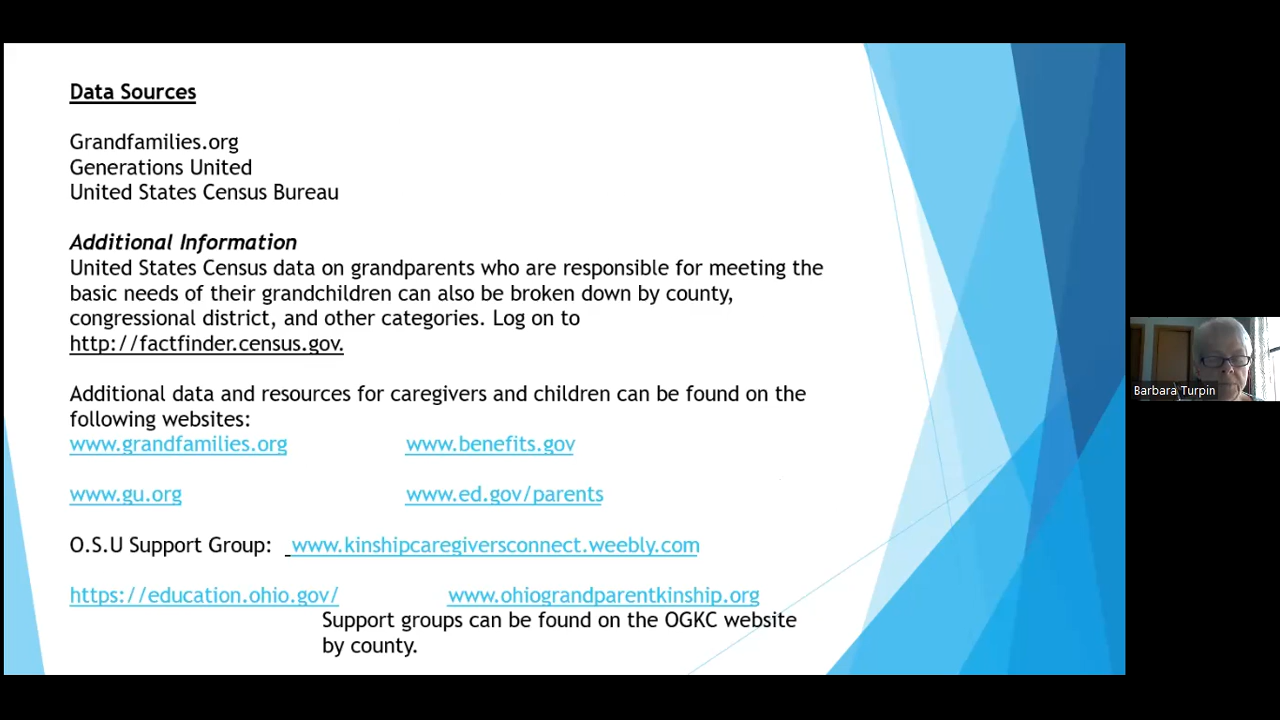 Data Sources
Grandfamilies.org
Generations United
United States Census Bureau
Additional Information
United States Census data on grandparents who are responsible for meeting the
basic needs of their grandchildren can also be broken down by county,
congressional district, and other categories. Log on to
http://factfinder.census.gov.
Additional data and resources for caregivers and children can be found on the
following websites:
www.grandfamilies.org www.benefits.gov
www.gu.org www.ed.gov/parents
O.S.U Support Group: www.kinshipcaregiversconnect.weebly.com
https://education.ohio.gov/ www.ohiograndparentkinship.org
Support groups can be found on the OGKC website
by county.
Barbara Turpin